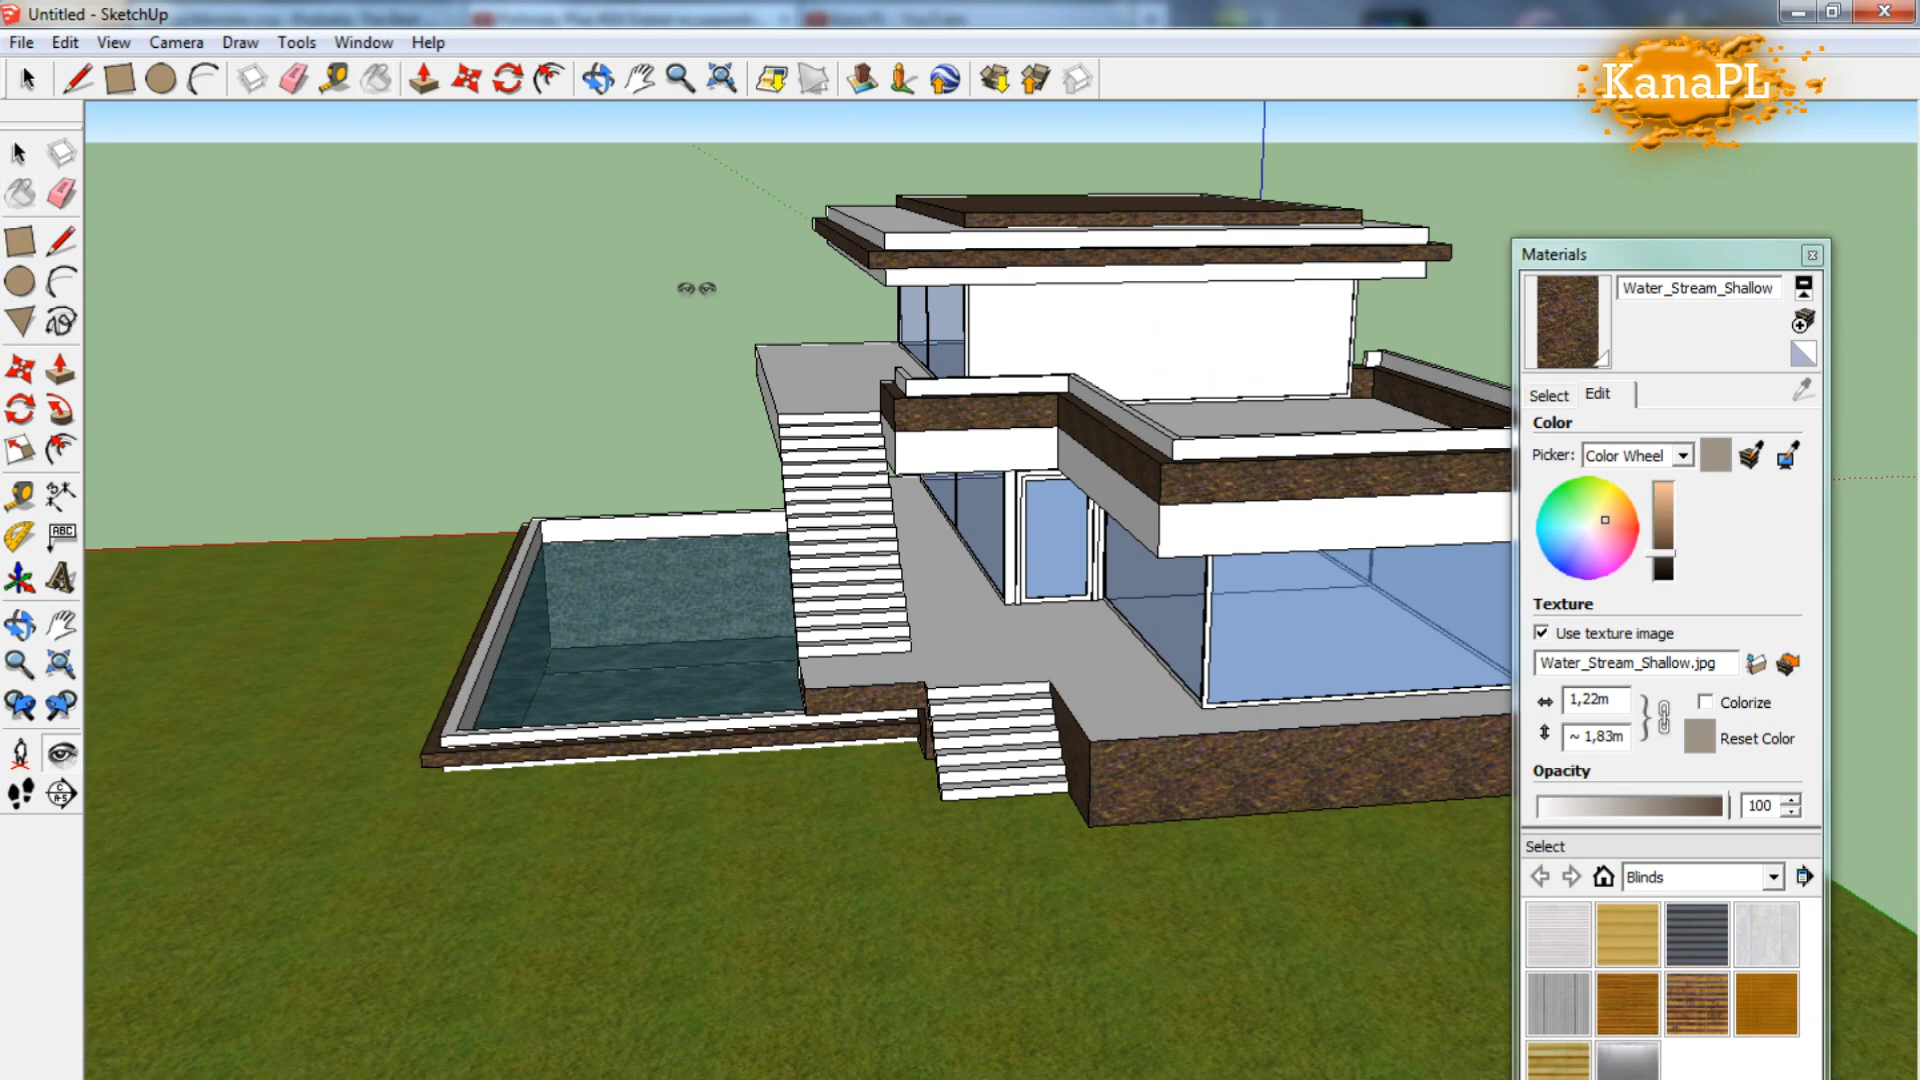 Untitled - SketchUp
File Edit View Camera Draw Tools Window Help
KanaPL
Materials
Water_Stream_Shallow
Select Edit
Color
Picker: Color Wheel
Texture
Use texture image
Water_Stream_Shallow.jpg
1,22m
Colorize
~ 1,83m
Reset Color
Opacity
100
Select
Blinds
ABC